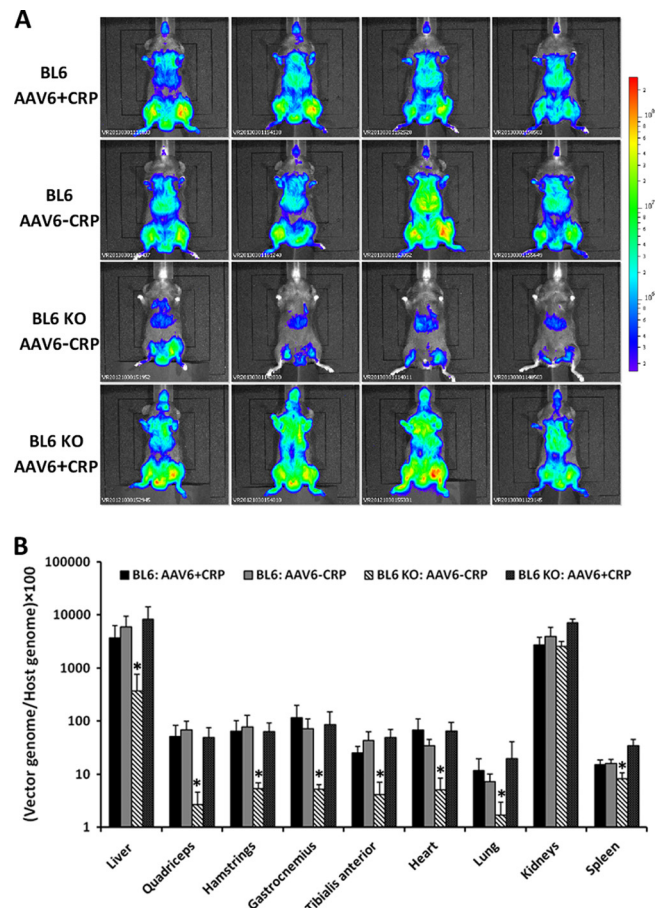 A
BL6
AAV6+CRP
BL6
AAV6-CRP
BL6 KO
AAV6-CRP
BL6 KO
AAV6+CRP
B
BL6: AAV6+CRP BL6: AAV6-CRP BL6 KO: AAV6-CRP BL6 KO: AAV6+CRP
(Vector genome/Host genome)×100
100000
10000
1000
100
10
1
* * * * * * * *
Liver Quadriceps Hamstrings Gastrocnemius Tibialis anterior Heart Lung Kidneys Spleen